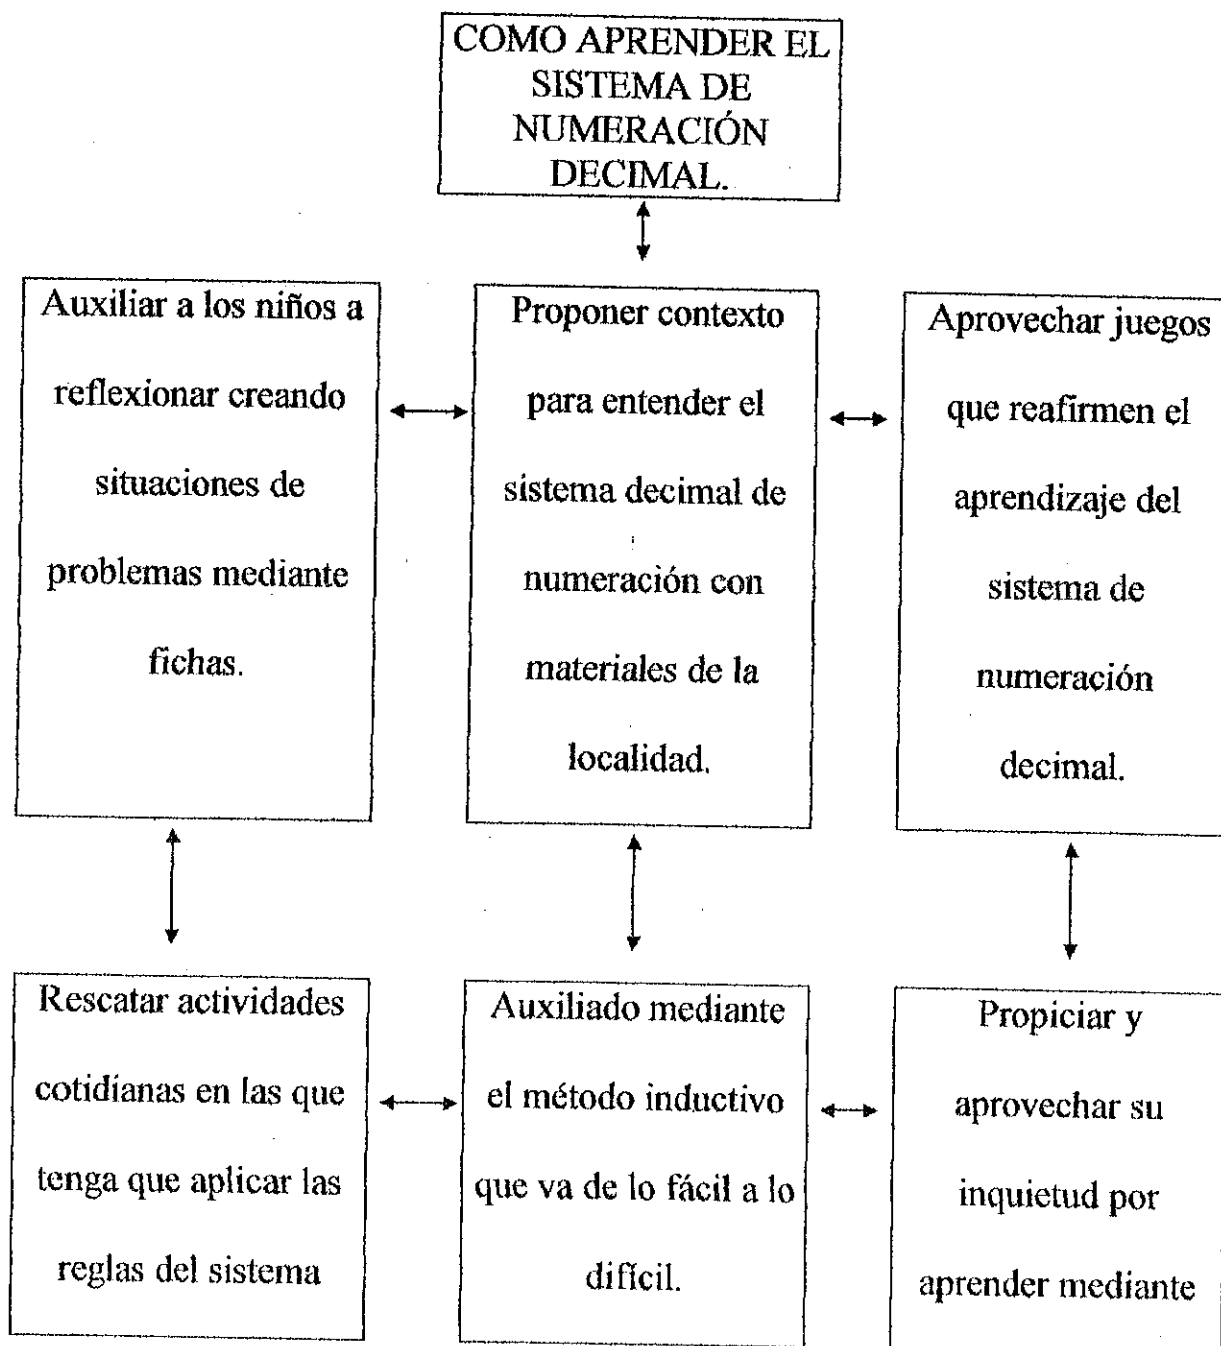 COMO APRENDER EL
SISTEMA DE
NUMERACIÓN
DECIMAL.
Auxiliar a los niños a
reflexionar creando
situaciones de
problemas mediante
fichas.
Proponer contexto
para entender el
sistema decimal de
numeración con
materiales de la
localidad.
Aprovechar juegos
que reafirmen el
aprendizaje del
sistema de
numeración
decimal.
Rescatar actividades
cotidianas en las que
tenga que aplicar las
reglas del sistema
Auxiliado mediante
el método inductivo
que va de lo fácil a lo
difícil.
Propiciar y
aprovechar su
inquietud por
aprender mediante